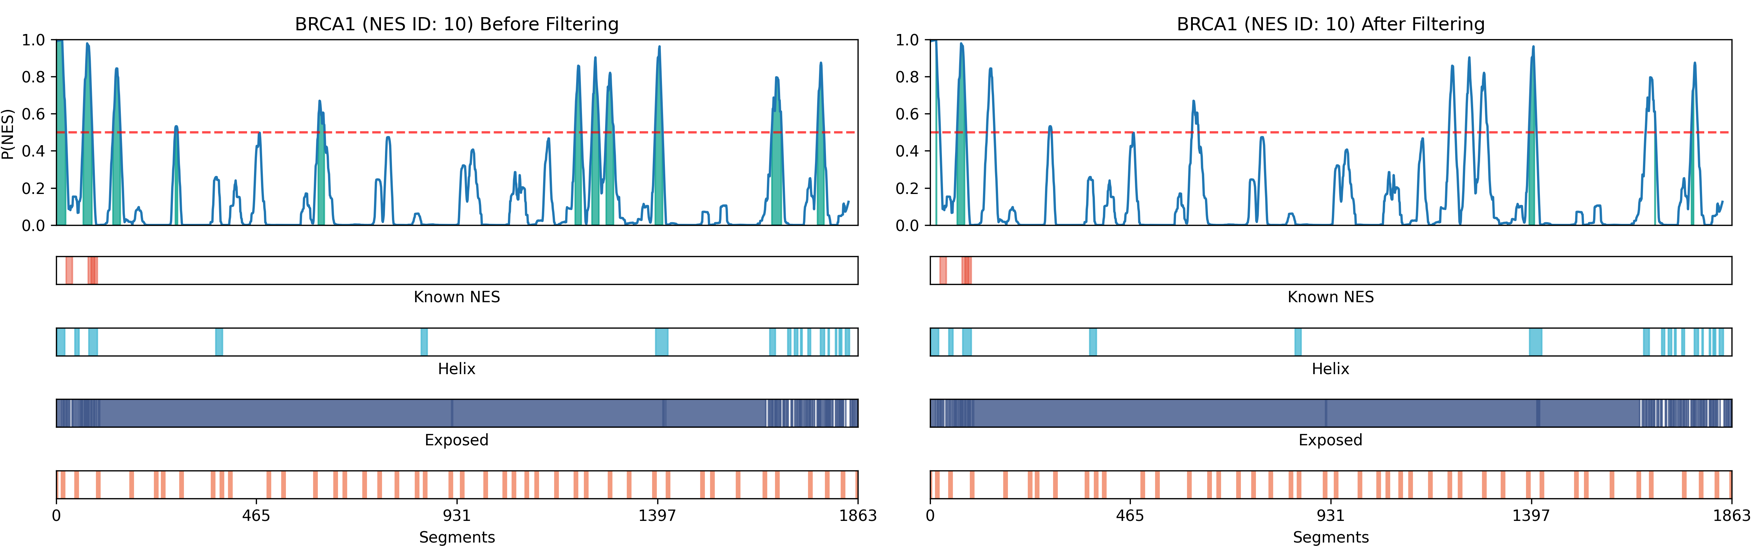 BRCA1 (NES ID: 10) Before Filtering
P(NES)
1.0
0.8
0.6
0.4
0.2
0.0
Known NES
Helix
Exposed
0 465 931 1397 1863
Segments
BRCA1 (NES ID: 10) After Filtering
1.0
0.8
0.6
0.4
0.2
0.0
Known NES
Helix
Exposed
0 465 931 1397 1863
Segments